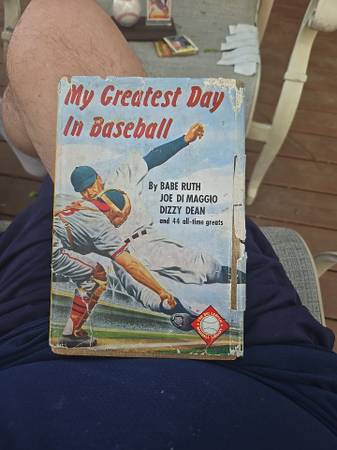 My Greatest Day
In Baseball
By BABE RUTH
JOE DI MAGGIO
DIZZY DEAN
and 44 all-time greats